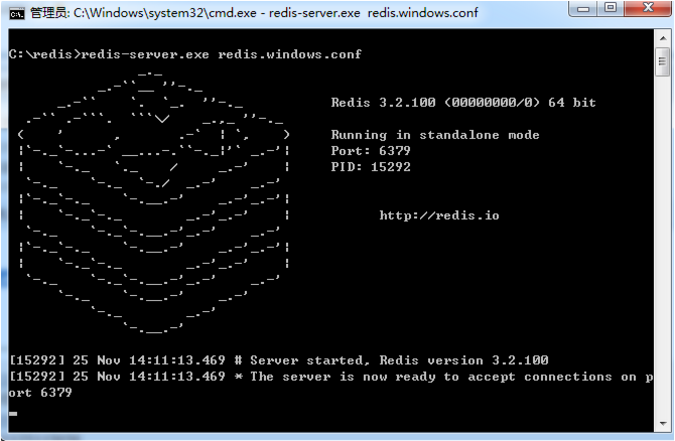 管理员: C:\Windows\system32\cmd.exe - redis-server.exe  redis.windows.conf
C:\redis>redis-server.exe redis.windows.conf
Redis 3.2.100 (00000000/0) 64 bit
Running in standalone mode
Port: 6379
PID: 15292
http://redis.io
[15292] 25 Nov 14:11:13.469 # Server started, Redis version 3.2.100
[15292] 25 Nov 14:11:13.469 * The server is now ready to accept connections on p
ort 6379